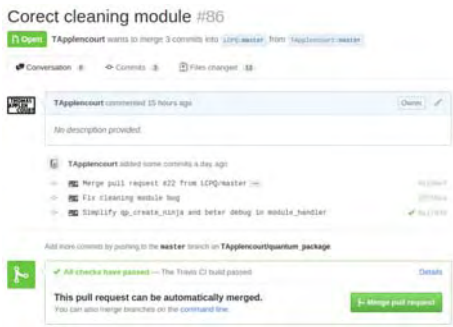 Corect cleaning module #86
Open TApplencourt wants to merge 3 commits into LCPQ:master from TApplencourt:master
Conversation 0 Commits 3 Files changed
TApplencourt commented 15 hours ago Owner
No description provided.
TApplencourt added some commits a day ago
Merge pull request #22 from LCPQ/master
Fix cleaning module bug
Simplify qp_create_ninja and beter debug in module_handler
Add more commits by pushing to the master branch on TApplencourt/quantum_package
All checks have passed — The Travis CI build passed Details
This pull request can be automatically merged.
You can also merge branches on the command line.
Merge pull request